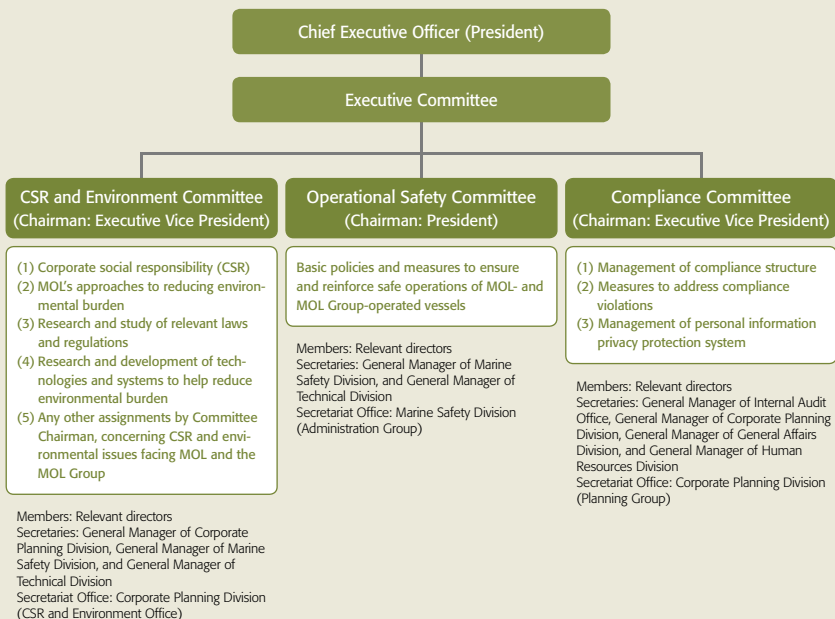 Chief Executive Officer (President)
Executive Committee
CSR and Environment Committee
(Chairman: Executive Vice President)
(1) Corporate social responsibility (CSR)
(2) MOL's approaches to reducing environ-
mental burden
(3) Research and study of relevant laws
and regulations
(4) Research and development of tech-
nologies and systems to help reduce
environmental burden
(5) Any other assignments by Committee
Chairman, concerning CSR and envi-
ronmental issues facing MOL and the
MOL Group
Members: Relevant directors
Secretaries: General Manager of Corporate
Planning Division, General Manager of Marine
Safety Division, and General Manager of
Technical Division
Secretariat Office: Corporate Planning Division
(CSR and Environment Office)
Operational Safety Committee
(Chairman: President)
Basic policies and measures to ensure
and reinforce safe operations of MOL- and
MOL Group-operated vessels
Members: Relevant directors
Secretaries: General Manager of Marine
Safety Division, and General Manager of
Technical Division
Secretariat Office: Marine Safety Division
(Administration Group)
Compliance Committee
(Chairman: Executive Vice President)
(1) Management of compliance structure
(2) Measures to address compliance
violations
(3) Management of personal information
privacy protection system
Members: Relevant directors
Secretaries: General Manager of Internal Audit
Office, General Manager of Corporate Planning
Division, General Manager of General Affairs
Division, and General Manager of Human
Resources Division
Secretariat Office: Corporate Planning Division
(Planning Group)